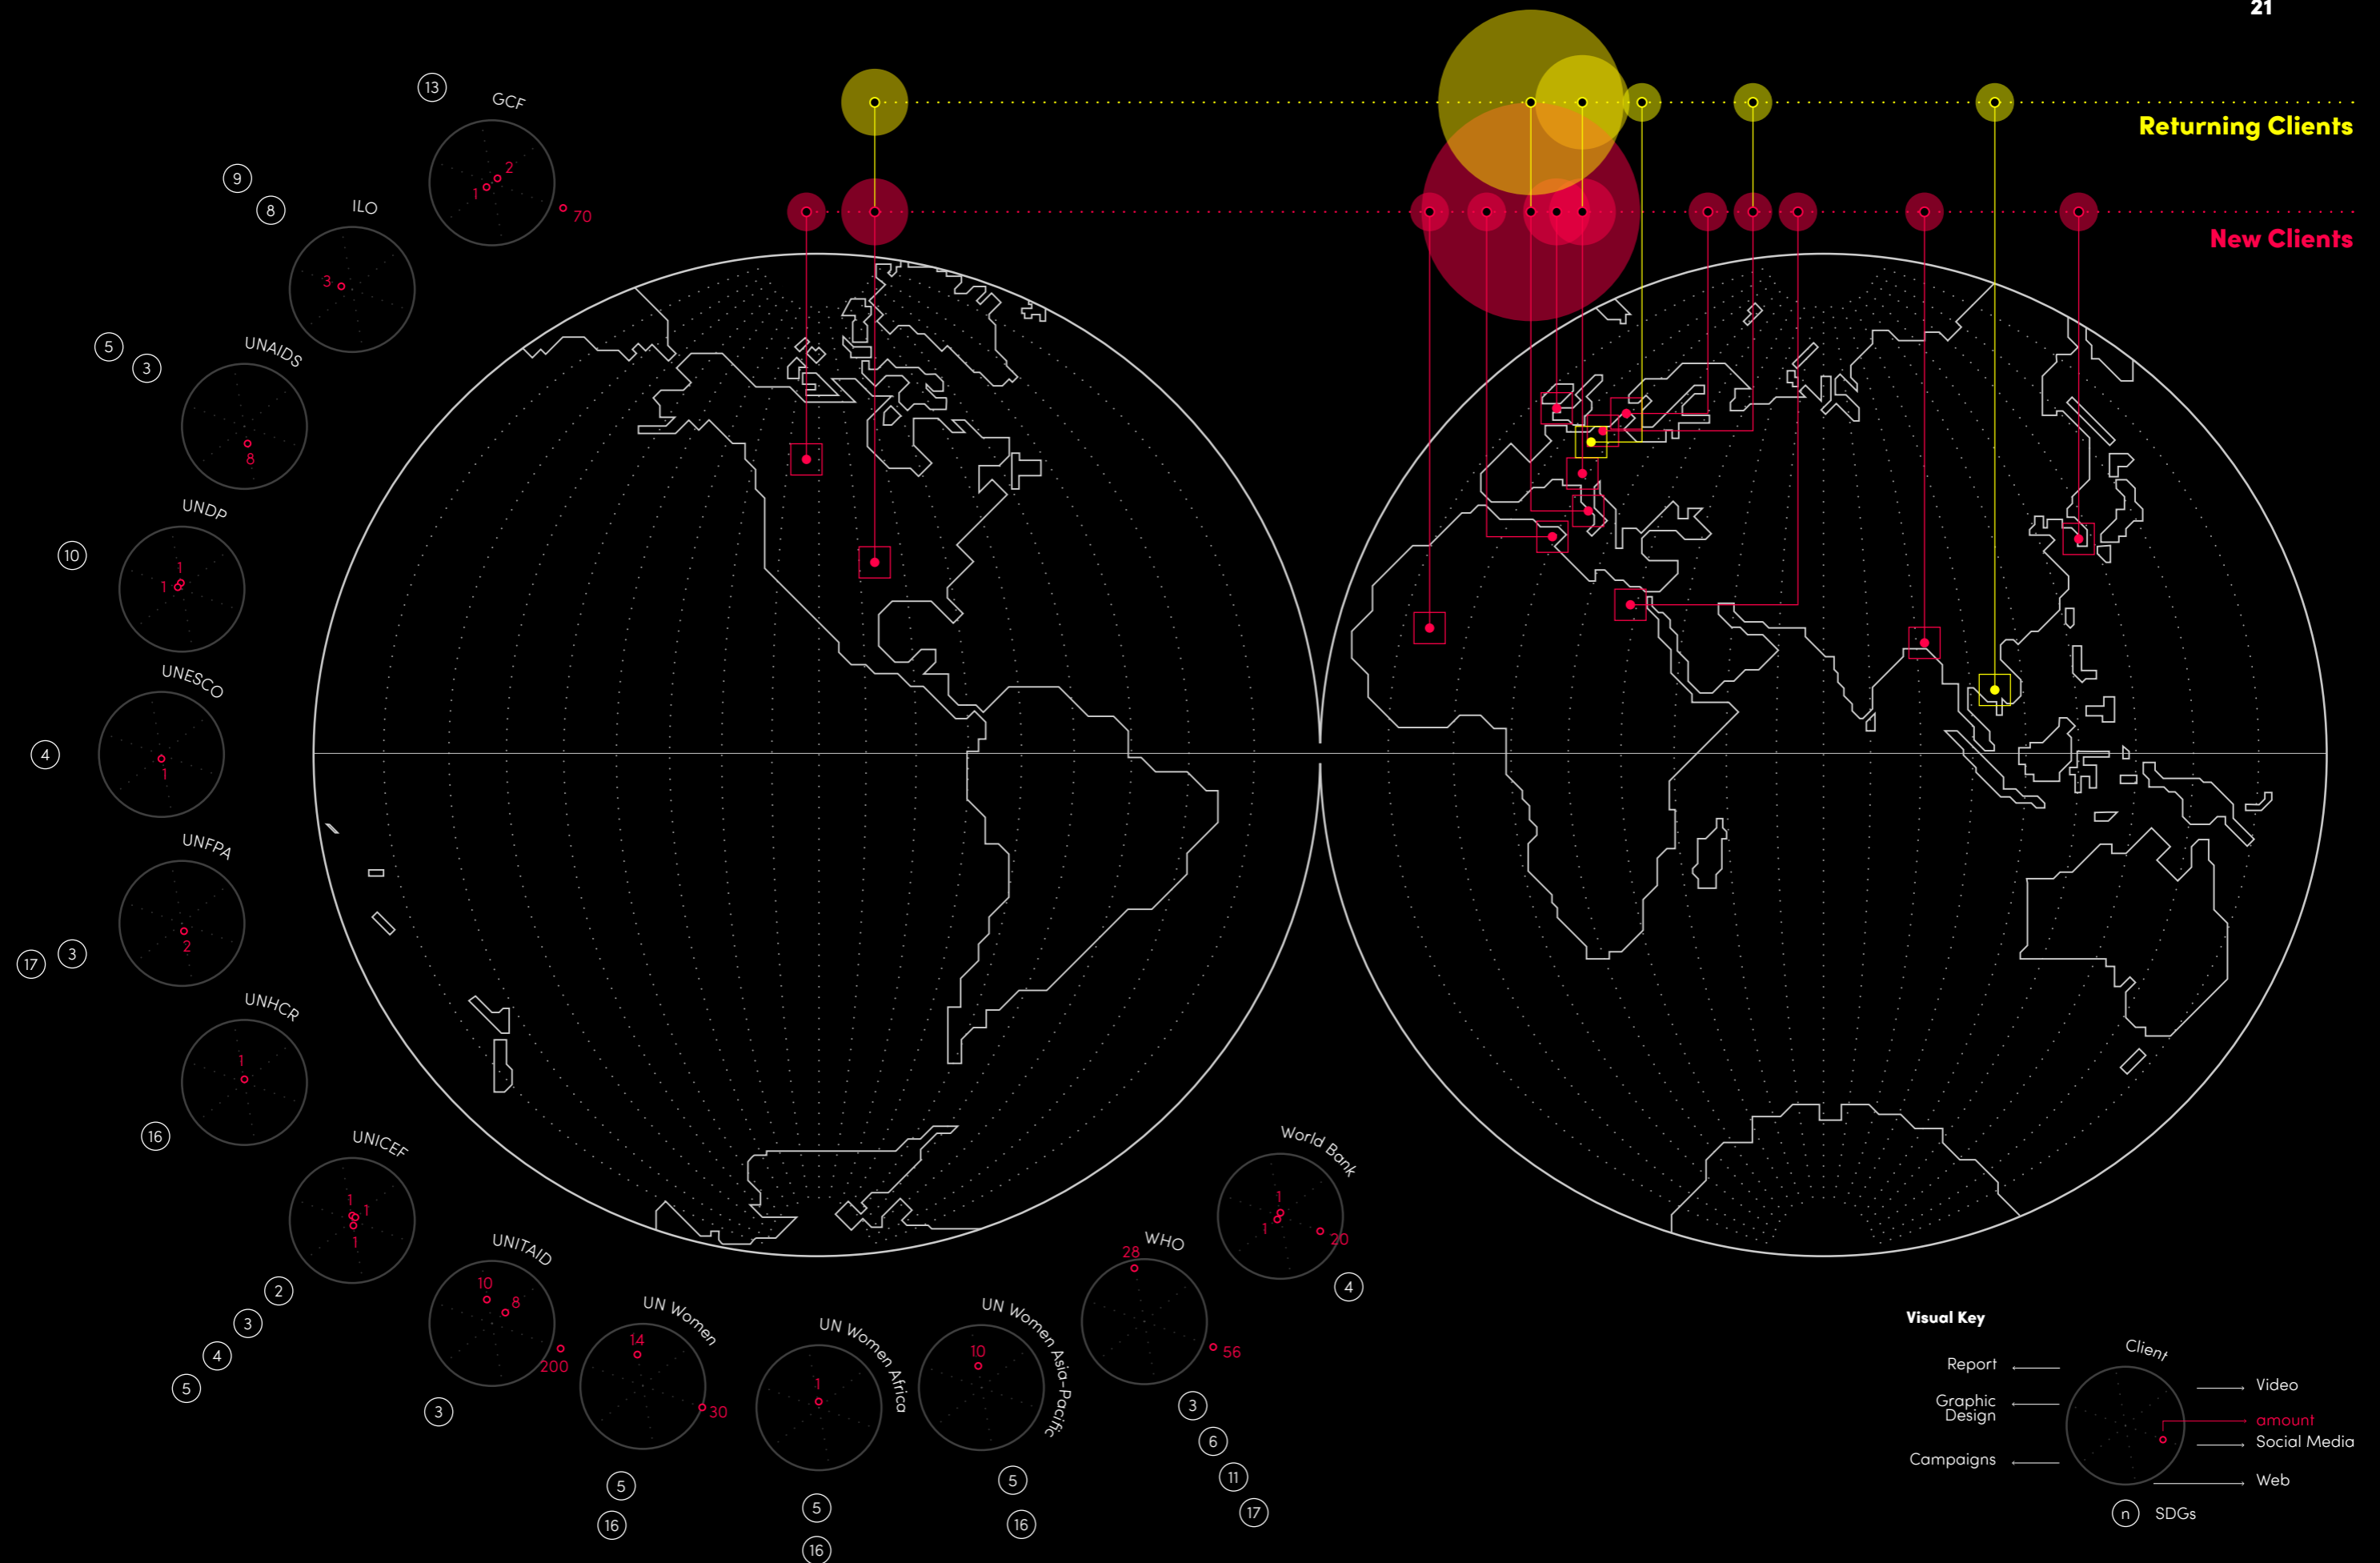 21
Returning Clients
New Clients
13
GCF
2
1
70
9
8
ILO
3
5
3
UNAIDS
8
10
UNDP
1
1
4
UNESCO
1
17
3
UNFPA
2
16
UNHCR
1
UNICEF
1
1
1
2
3
4
5
UNITAID
10
8
200
3
UN Women
14
30
5
16
UN Women Africa
1
5
16
UN Women Asia-Pacific
10
5
16
WHO
28
56
3
6
11
17
World Bank
1
1
20
4
Visual Key
Client
Report
Graphic
Design
Campaigns
Video
amount
Social Media
Web
n SDGs